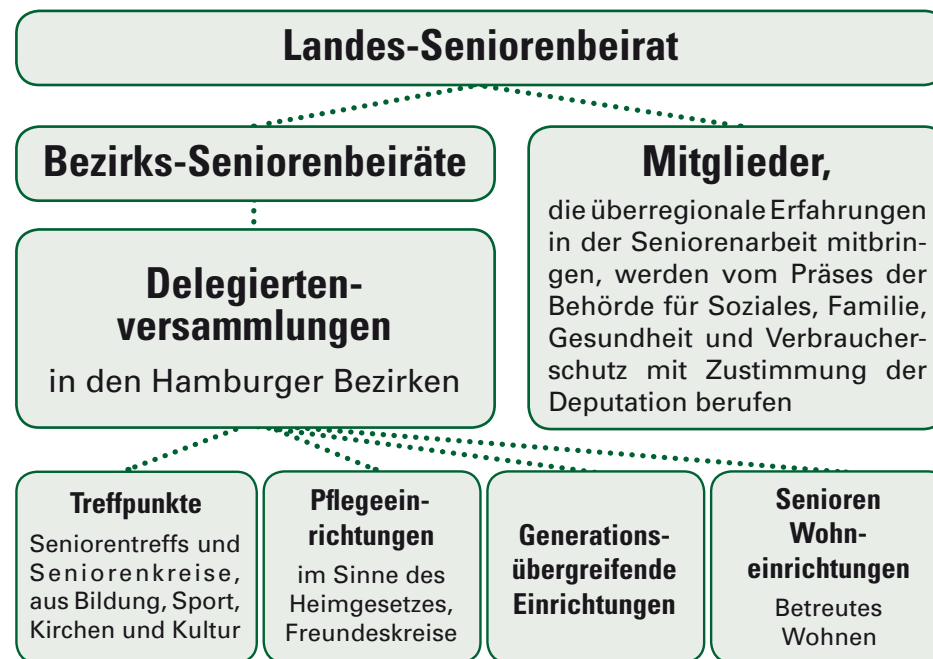 Landes-Seniorenbeirat
Bezirks-Seniorenbeiräte
Mitglieder,
die überregionale Erfahrungen
in der Seniorenarbeit mitbrin-
gen, werden vom Präses der
Behörde für Soziales, Familie,
Gesundheit und Verbraucher-
schutz mit Zustimmung der
Deputation berufen
Delegierten-
versammlungen
in den Hamburger Bezirken
Treffpunkte
Seniorentreffs und
Seniorenkreise,
aus Bildung, Sport,
Kirchen und Kultur
Pflegeein-
richtungen
im Sinne des
Heimgesetzes,
Freundeskreise
Generations-
übergreifende
Einrichtungen
Senioren
Wohn-
einrichtungen
Betreutes
Wohnen